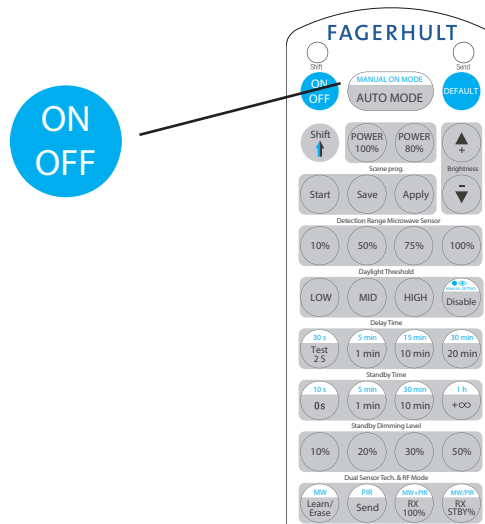 FAGERHULT
Shift
Send
ON
OFF
ON
OFF
MANUAL ON MODE
AUTO MODE
DEFAULT
Shift
POWER
100%
POWER
80%
+
Scene prog.
Brightness
Start
Save
Apply
-
Detection Range Microwave Sensor
10%
50%
75%
100%
Daylight Threshold
LOW
MID
HIGH
MANUAL SETTING
Disable
Delay Time
30 s
Test
2 S
5 min
1 min
15 min
10 min
30 min
20 min
Standby Time
10 s
0s
5 min
1 min
30 min
10 min
1 h
+∞
Standby Dimming Level
10%
20%
30%
50%
Dual Sensor Tech. & RF Mode
MW
Learn/
Erase
PIR
Send
MW+PIR
RX
100%
MW/PIR
RX
STBY%